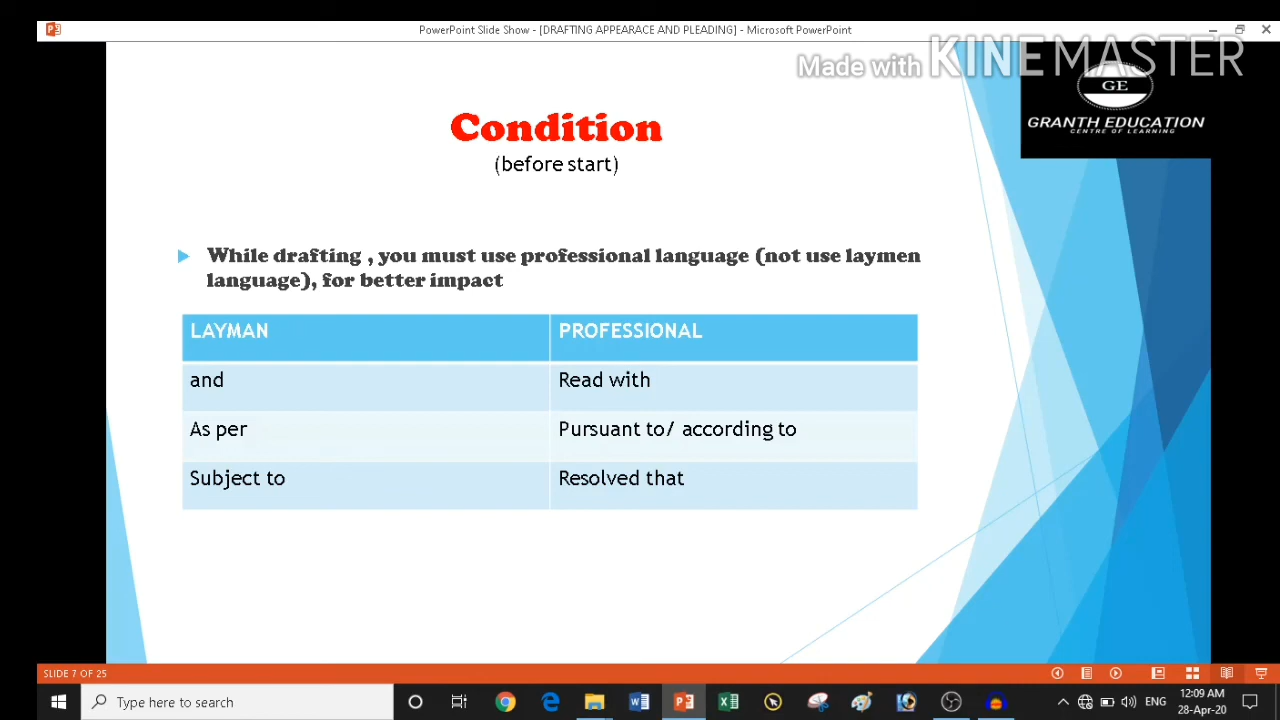 PowerPoint Slide Show - [DRAFTING APPEARACE AND PLEADING] - Microsoft PowerPoint
Made with KINEMASTER
GE
GRANTH EDUCATION
CENTRE OF LEARNING
Condition
(before start)
While drafting , you must use professional language (not use laymen
language), for better impact
LAYMAN PROFESSIONAL
and Read with
As per Pursuant to/ according to
Subject to Resolved that
SLIDE 7 OF 25
Type here to search
ENG
12:09 AM
28-Apr-20